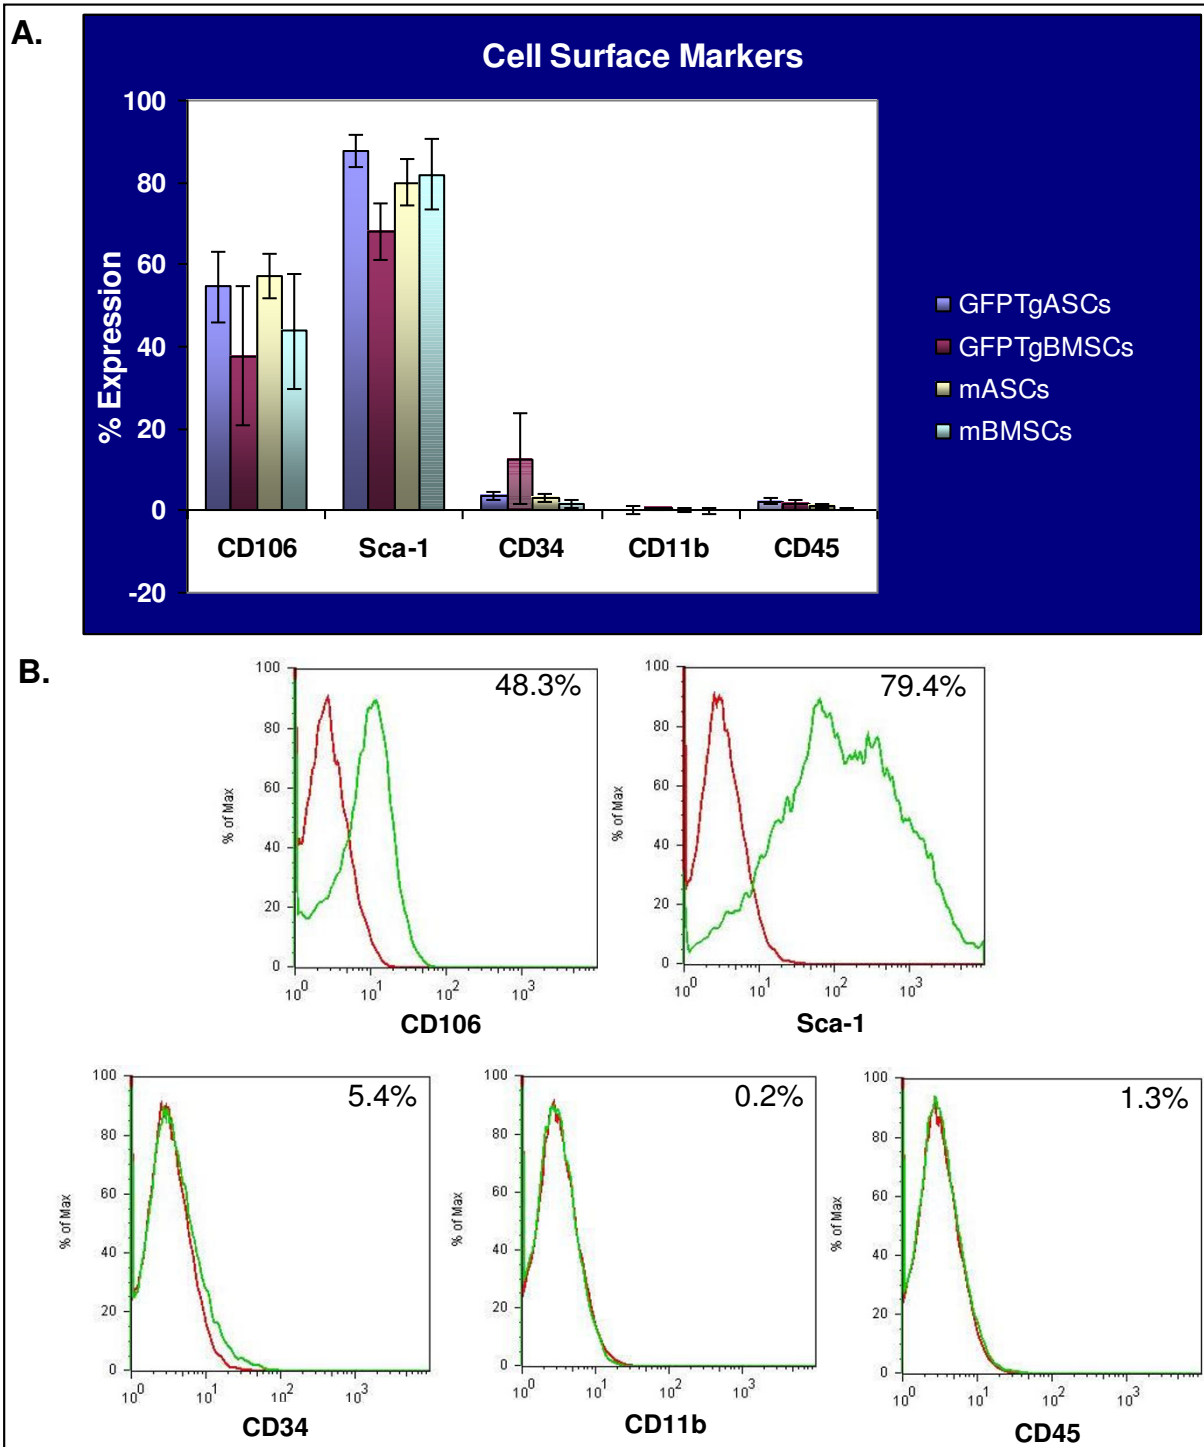 A.
Cell Surface Markers
% Expression
100
80
60
40
20
0
-20
CD106 Sca-1 CD34 CD11b CD45
GFPTgASCs
GFPTgBMSCs
mASCs
mBMSCs
B.
48.3%
% of Max
100
80
60
40
20
0
10^0 10^1 10^2 10^3
CD106
79.4%
% of Max
100
80
60
40
20
0
10^0 10^1 10^2 10^3
Sca-1
5.4%
% of Max
100
80
60
40
20
0
10^0 10^1 10^2 10^3
CD34
0.2%
% of Max
100
80
60
40
20
0
10^0 10^1 10^2 10^3
CD11b
1.3%
% of Max
100
80
60
40
20
0
10^0 10^1 10^2 10^3
CD45